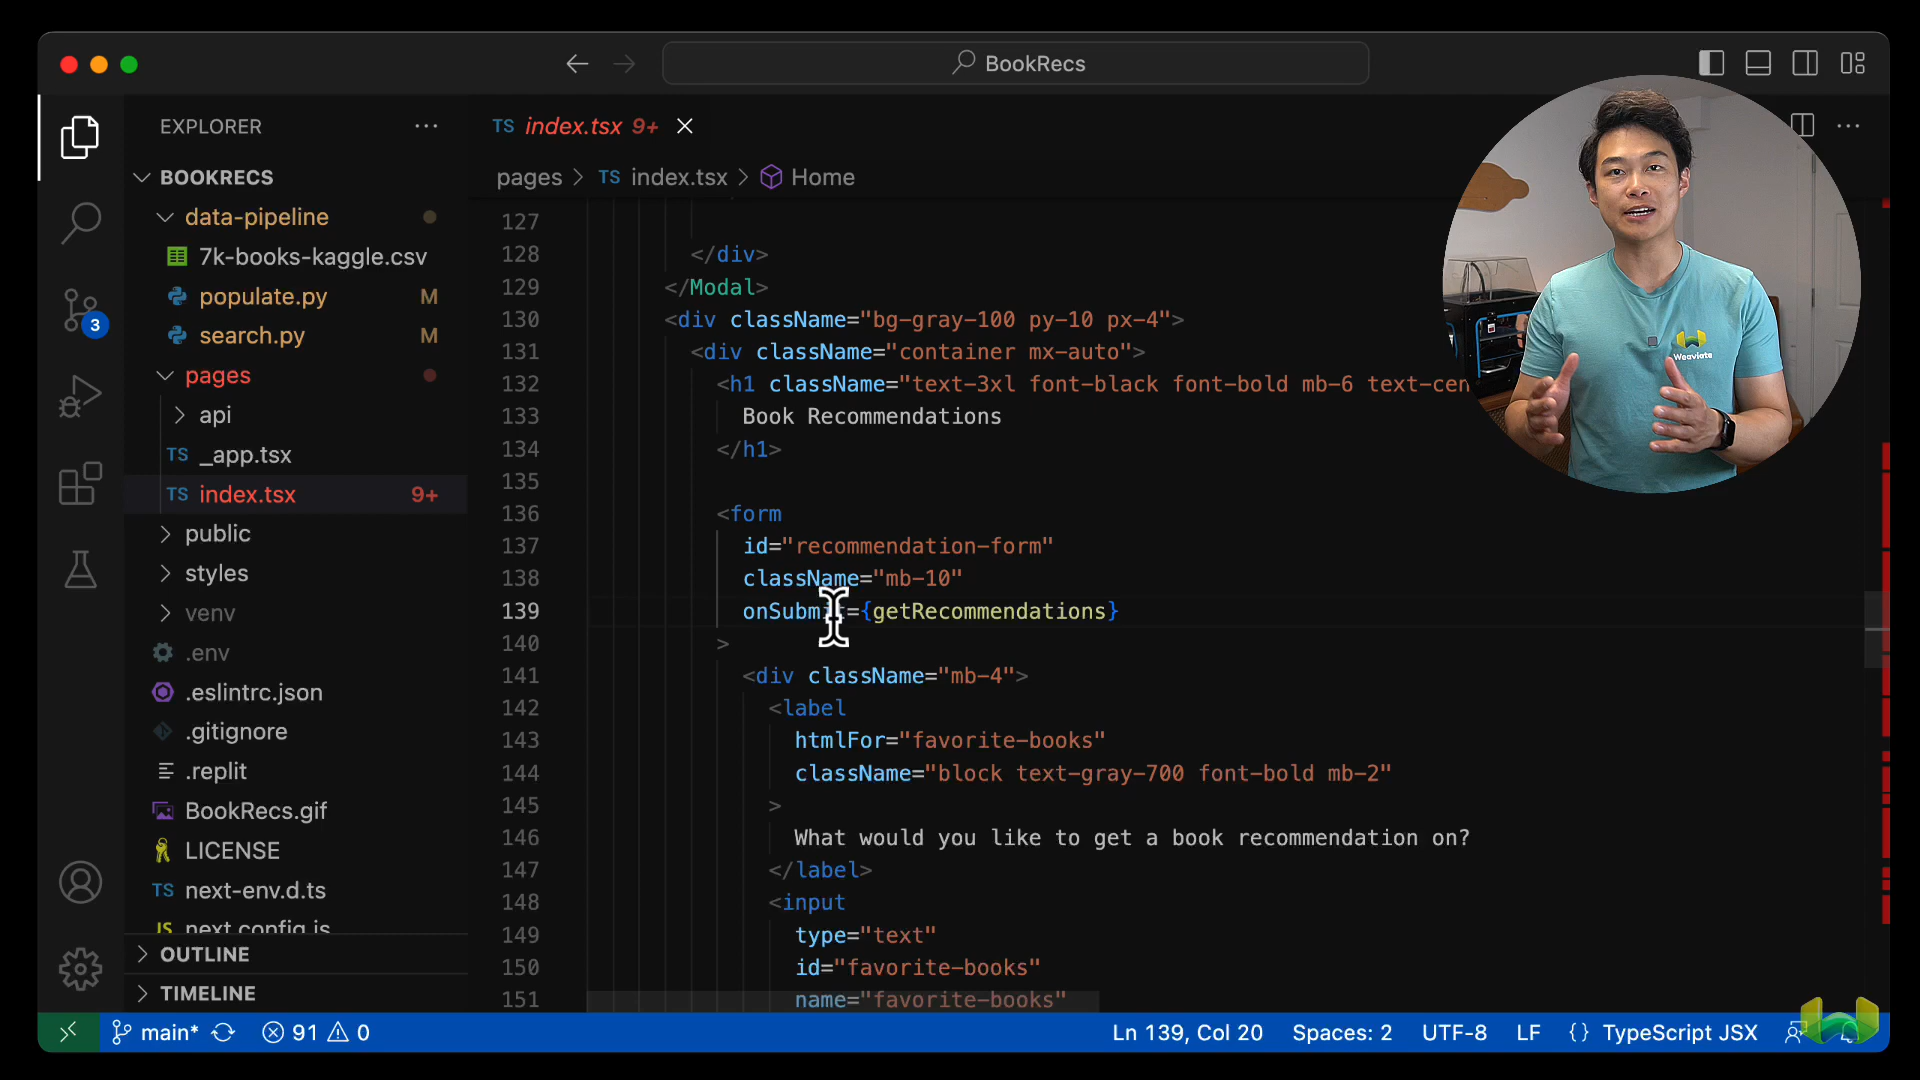 BookRecs
EXPLORER
BOOKRECS
data-pipeline
7k-books-kaggle.csv
populate.py M
search.py M
pages
api
TS _app.tsx
TS index.tsx 9+
public
styles
venv
.env
.eslintrc.json
.gitignore
.replit
BookRecs.gif
LICENSE
TS next-env.d.ts
JS next.config.js
OUTLINE
TIMELINE
3
TS index.tsx 9+
pages > TS index.tsx > Home
127
128 </div>
129 </Modal>
130 <div className="bg-gray-100 py-10 px-4">
131 <div className="container mx-auto">
132 <h1 className="text-3xl font-black font-bold mb-6 text-cen
133 Book Recommendations
134 </h1>
135
136 <form
137 id="recommendation-form"
138 className="mb-10"
139 onSubmit={getRecommendations}
140 >
141 <div className="mb-4">
142 <label
143 htmlFor="favorite-books"
144 className="block text-gray-700 font-bold mb-2"
145 >
146 What would you like to get a book recommendation on?
147 </label>
148 <input
149 type="text"
150 id="favorite-books"
151 name="favorite-books"
Weaviate
main* 91 0
Ln 139, Col 20 Spaces: 2 UTF-8 LF {} TypeScript JSX